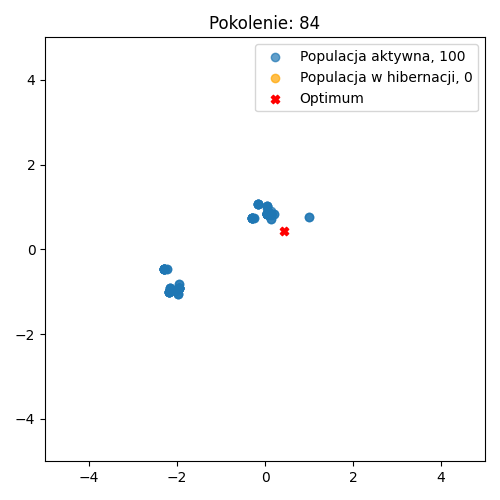 Pokolenie: 84
Populacja aktywna, 100
Populacja w hibernacji, 0
Optimum
4
2
0
−2
−4
−4 −2 0 2 4